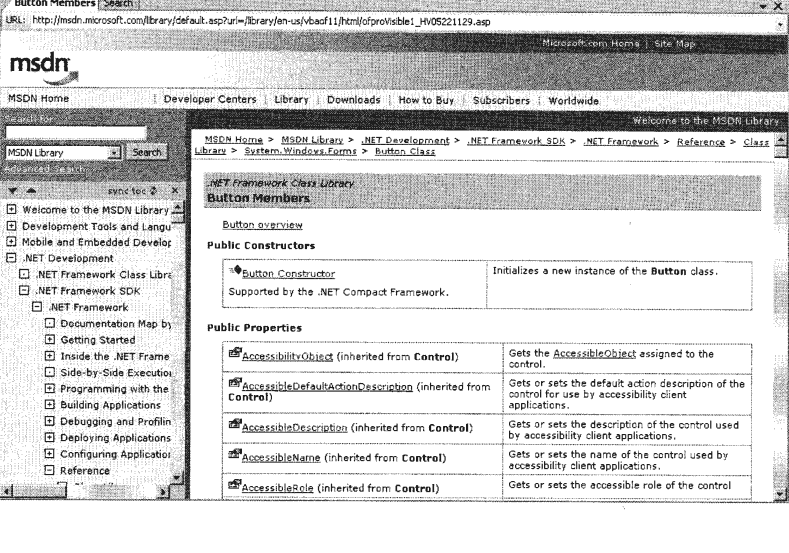 Button Members Search
URL: http://msdn.microsoft.com/library/default.asp?url=/library/en-us/vbaof11/html/ofproVisible1_HV05221129.asp
Microsoft.com Home | Site Map
msdn
MSDN Home | Developer Centers | Library | Downloads | How to Buy | Subscribers | Worldwide
Search for
Welcome to the MSDN Library
MSDN Library Search
Advanced Search
sync toc
Welcome to the MSDN Library
Development Tools and Langu
Mobile and Embedded Develop
.NET Development
.NET Framework Class Libra
.NET Framework SDK
.NET Framework
Documentation Map by
Getting Started
Inside the .NET Frame
Side-by-Side Execution
Programming with the
Building Applications
Debugging and Profilin
Deploying Applications
Configuring Application
Reference
MSDN Home > MSDN Library > .NET Development > .NET Framework SDK > .NET Framework > Reference > Class
Library > System.Windows.Forms > Button Class
.NET Framework Class Library
Button Members
Button overview
Public Constructors
Button Constructor
Supported by the .NET Compact Framework.
Initializes a new instance of the Button class.
Public Properties
AccessibilityObject (inherited from Control)
Gets the AccessibleObject assigned to the
control.
AccessibleDefaultActionDescription (inherited from
Control)
Gets or sets the default action description of the
control for use by accessibility client
applications.
AccessibleDescription (inherited from Control)
Gets or sets the description of the control used
by accessibility client applications.
AccessibleName (inherited from Control)
Gets or sets the name of the control used by
accessibility client applications.
AccessibleRole (inherited from Control)
Gets or sets the accessible role of the control